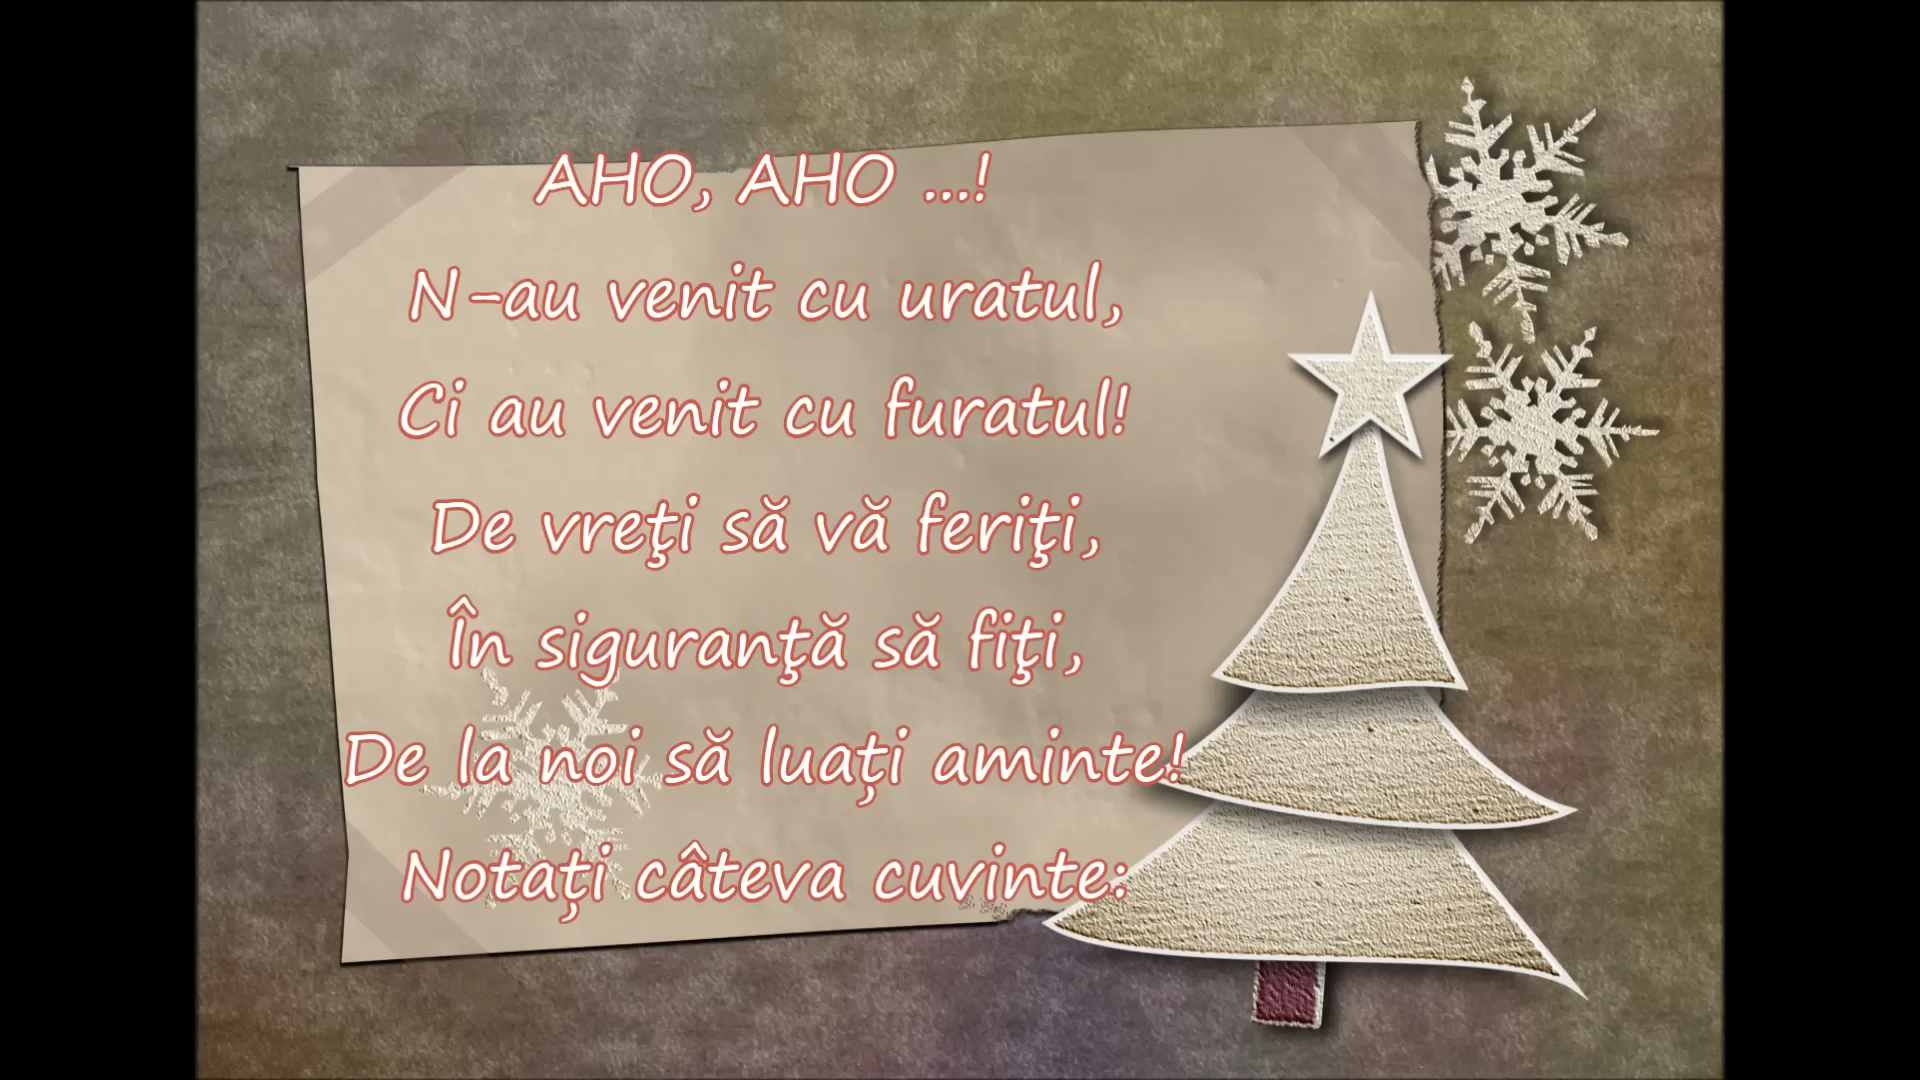 AHO, AHO ...!
N-au venit cu uratul,
Ci au venit cu furatul!
De vreţi să vă feriţi,
În siguranţă să fiţi,
De la noi să luați aminte!
Notați câteva cuvinte: